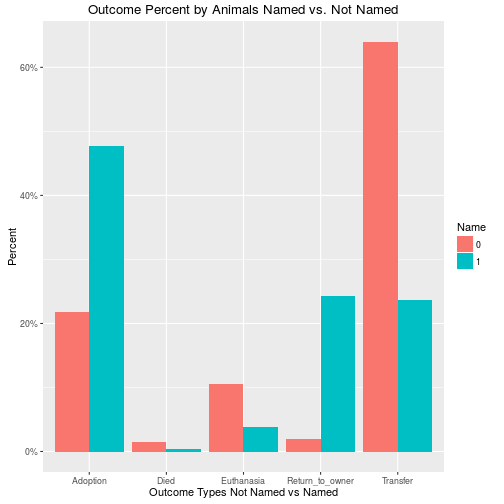 Outcome Percent by Animals Named vs. Not Named
60%
40%
20%
0%
Percent
Adoption
Died
Euthanasia
Return_to_owner
Transfer
Outcome Types Not Named vs Named
Name
0
1